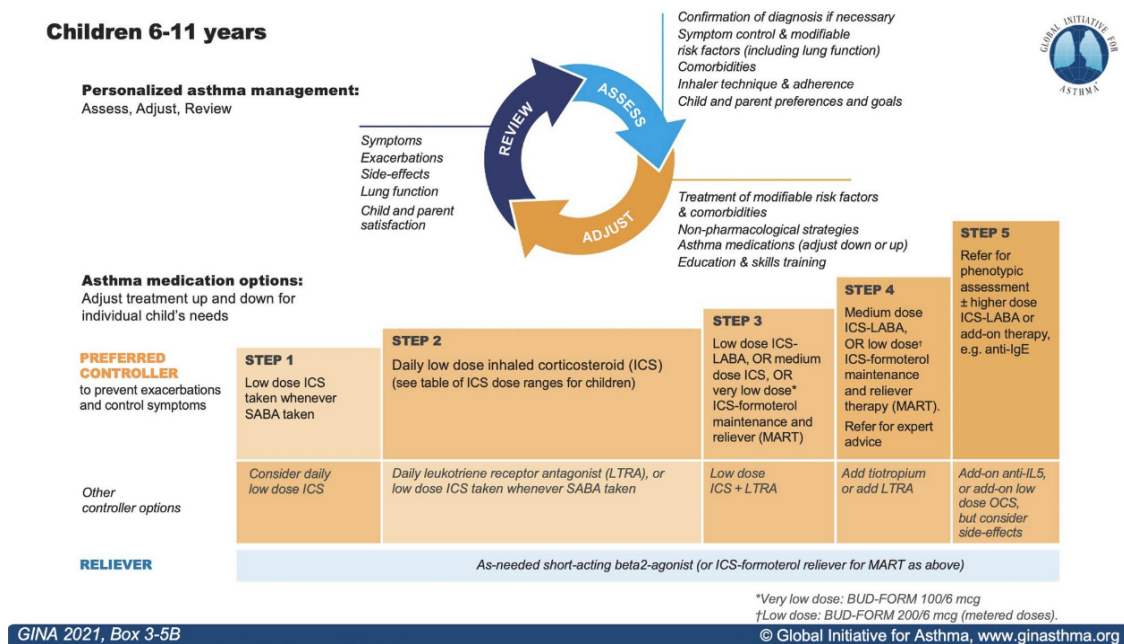 Children 6-11 years
Personalized asthma management:
Assess, Adjust, Review
Confirmation of diagnosis if necessary
Symptom control & modifiable
risk factors (including lung function)
Comorbidities
Inhaler technique & adherence
Child and parent preferences and goals
GLOBAL INITIATIVE FOR
ASTHMA
REVIEW
ASSESS
ADJUST
Symptoms
Exacerbations
Side-effects
Lung function
Child and parent
satisfaction
Treatment of modifiable risk factors
& comorbidities
Non-pharmacological strategies
Asthma medications (adjust down or up)
Education & skills training
Asthma medication options:
Adjust treatment up and down for
individual child's needs
PREFERRED
CONTROLLER
to prevent exacerbations
and control symptoms
STEP 1
Low dose ICS
taken whenever
SABA taken
STEP 2
Daily low dose inhaled corticosteroid (ICS)
(see table of ICS dose ranges for children)
STEP 3
Low dose ICS-
LABA, OR medium
dose ICS, OR
very low dose*
ICS-formoterol
maintenance and
reliever (MART)
STEP 4
Medium dose
ICS-LABA,
OR low dose†
ICS-formoterol
maintenance
and reliever
therapy (MART).
Refer for expert
advice
STEP 5
Refer for
phenotypic
assessment
± higher dose
ICS-LABA or
add-on therapy,
e.g. anti-IgE
Other
controller options
Consider daily
low dose ICS
Daily leukotriene receptor antagonist (LTRA), or
low dose ICS taken whenever SABA taken
Low dose
ICS + LTRA
Add tiotropium
or add LTRA
Add-on anti-IL5,
or add-on low
dose OCS,
but consider
side-effects
RELIEVER
As-needed short-acting beta2-agonist (or ICS-formoterol reliever for MART as above)
*Very low dose: BUD-FORM 100/6 mcg
†Low dose: BUD-FORM 200/6 mcg (metered doses).
GINA 2021, Box 3-5B
© Global Initiative for Asthma, www.ginasthma.org